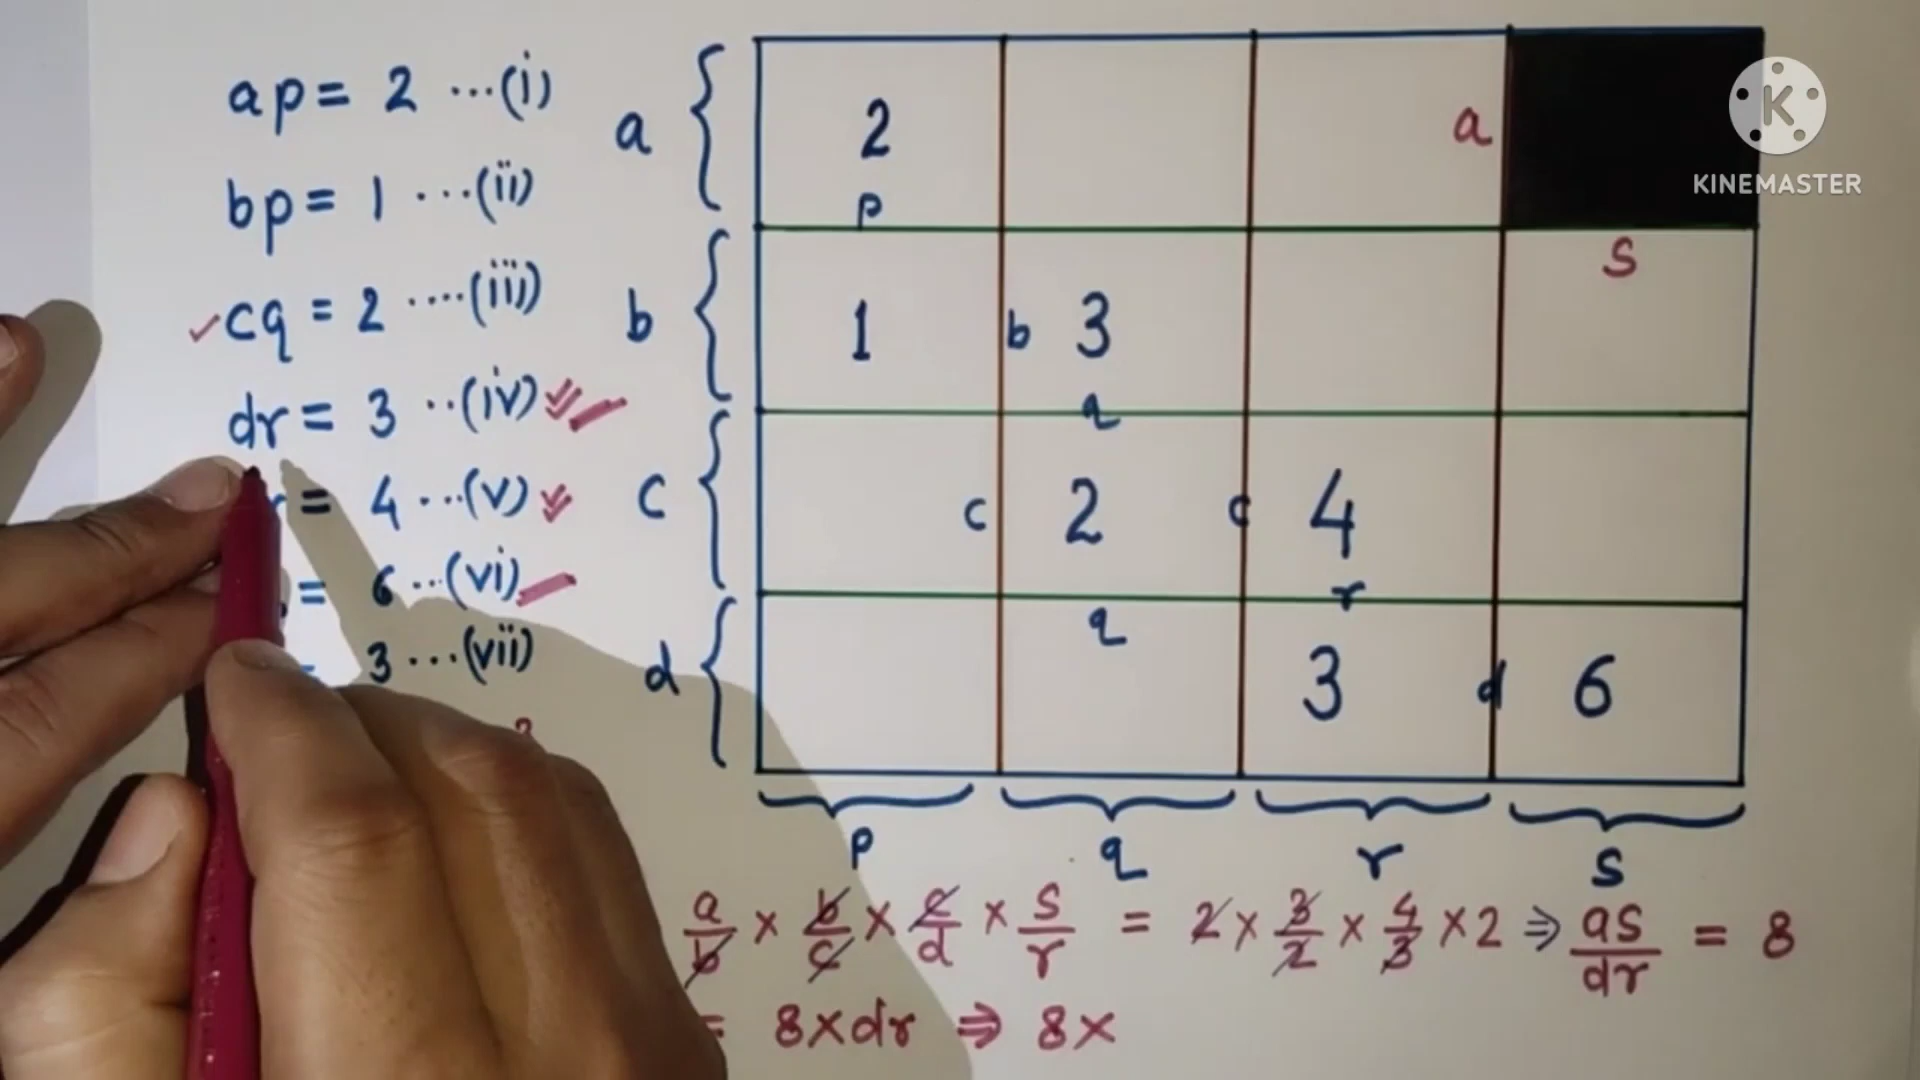 ap = 2 ...(i)
bp = 1 ...(ii)
✓ cq = 2 ....(iii)
dr = 3 ..(iv)
= 4 ...(v)
= 6 ..(vi)
= 3 ...(vii)
?
a
b
c
d
2
a
p
s
1
b 3
q
c 2
c 4
q
r
3
d 6
p
q
r
s
KINEMASTER
a/b × b/c × c/d × s/r = 2 × 3/2 × 4/3 × 2 ⇒ as/dr = 8
= 8×dr ⇒ 8×